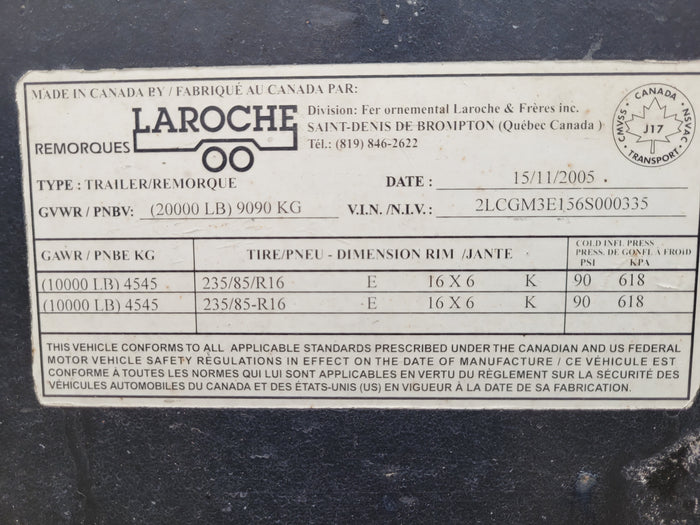 MADE IN CANADA BY / FABRIQUÉ AU CANADA PAR:
REMORQUES LAROCHE
Division: Fer ornemental Laroche & Frères inc.
SAINT-DENIS DE BROMPTON (Québec Canada)
Tél.: (819) 846-2622
CANADA
CMVSS · NSVAC
J17
TRANSPORT
TYPE : TRAILER/REMORQUE DATE : 15/11/2005
GVWR / PNBV: (20000 LB) 9090 KG V.I.N. /N.I.V.: 2LCGM3E156S000335
GAWR / PNBE KG TIRE/PNEU - DIMENSION RIM /JANTE COLD INFL PRESS
PRESS. DE GONFL A FROID
PSI KPA
(10000 LB) 4545 235/85/R16 E 16 X 6 K 90 618
(10000 LB) 4545 235/85-R16 E 16 X 6 K 90 618
THIS VEHICLE CONFORMS TO ALL APPLICABLE STANDARDS PRESCRIBED UNDER THE CANADIAN AND US FEDERAL
MOTOR VEHICLE SAFETY REGULATIONS IN EFFECT ON THE DATE OF MANUFACTURE / CE VÉHICULE EST
CONFORME À TOUTES LES NORMES QUI LUI SONT APPLICABLES EN VERTU DU RÈGLEMENT SUR LA SÉCURITÉ DES
VÉHICULES AUTOMOBILES DU CANADA ET DES ÉTATS-UNIS (US) EN VIGUEUR À LA DATE DE SA FABRICATION.